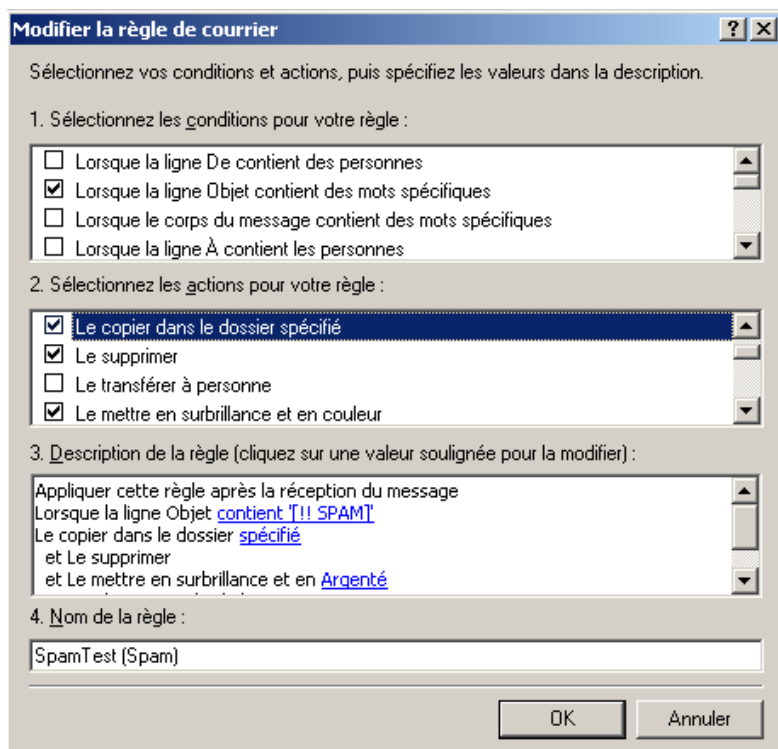 Modifier la règle de courrier
Sélectionnez vos conditions et actions, puis spécifiez les valeurs dans la description.
1. Sélectionnez les conditions pour votre règle :
Lorsque la ligne De contient des personnes
Lorsque la ligne Objet contient des mots spécifiques
Lorsque le corps du message contient des mots spécifiques
Lorsque la ligne À contient les personnes
2. Sélectionnez les actions pour votre règle :
Le copier dans le dossier spécifié
Le supprimer
Le transférer à personne
Le mettre en surbrillance et en couleur
3. Description de la règle (cliquez sur une valeur soulignée pour la modifier) :
Appliquer cette règle après la réception du message
Lorsque la ligne Objet contient '[!! SPAM]'
Le copier dans le dossier spécifié
et Le supprimer
et Le mettre en surbrillance et en Argenté
4. Nom de la règle :
SpamTest (Spam)
OK Annuler